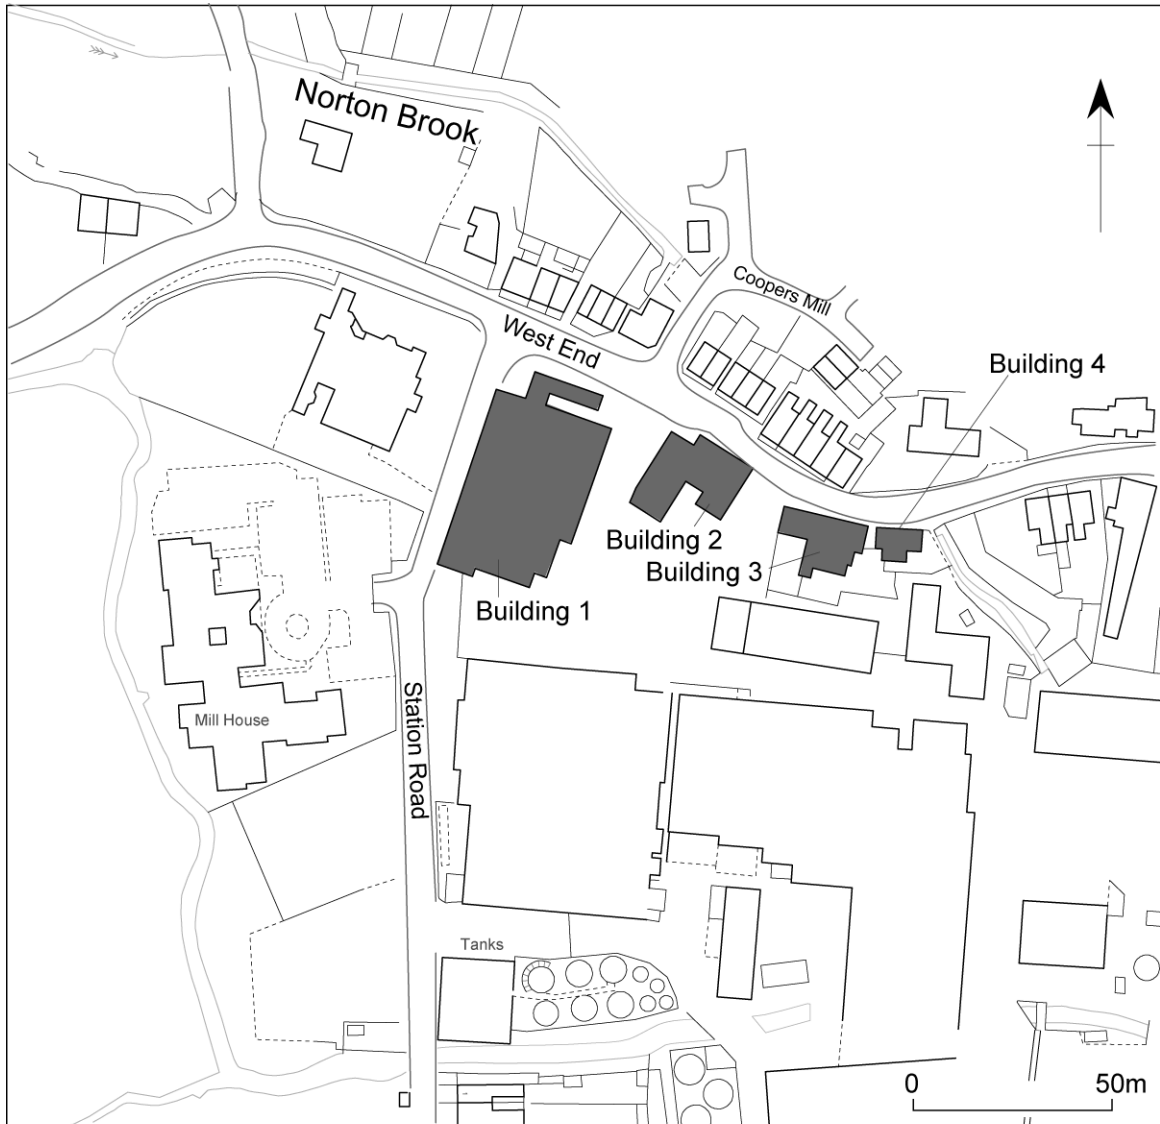 Norton Brook
Coopers Mill
West End
Building 4
Building 2
Building 3
Building 1
Station Road
Mill House
Tanks
0 50m